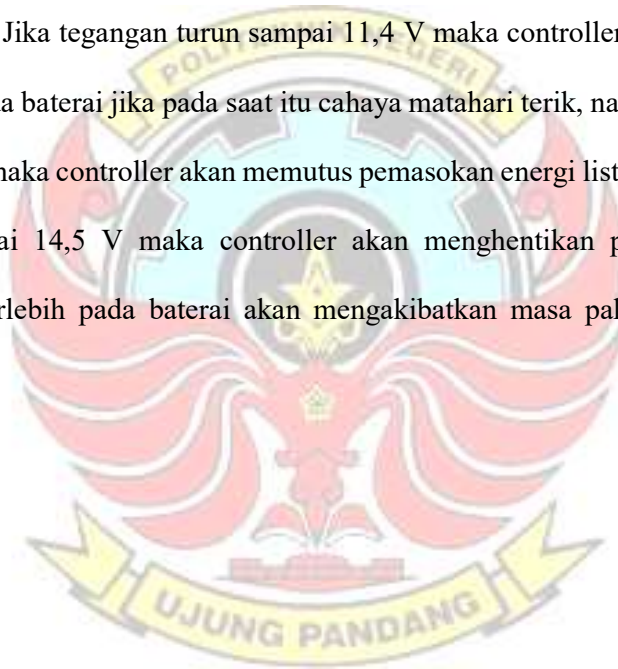 Jika tegangan turun sampai 11,4 V maka controller
POLITEKNIK NEGERI
a baterai jika pada saat itu cahaya matahari terik, na
maka controller akan memutus pemasokan energi list
ai 14,5 V maka controller akan menghentikan p
rlebih pada baterai akan mengakibatkan masa pa
UJUNG PANDANG